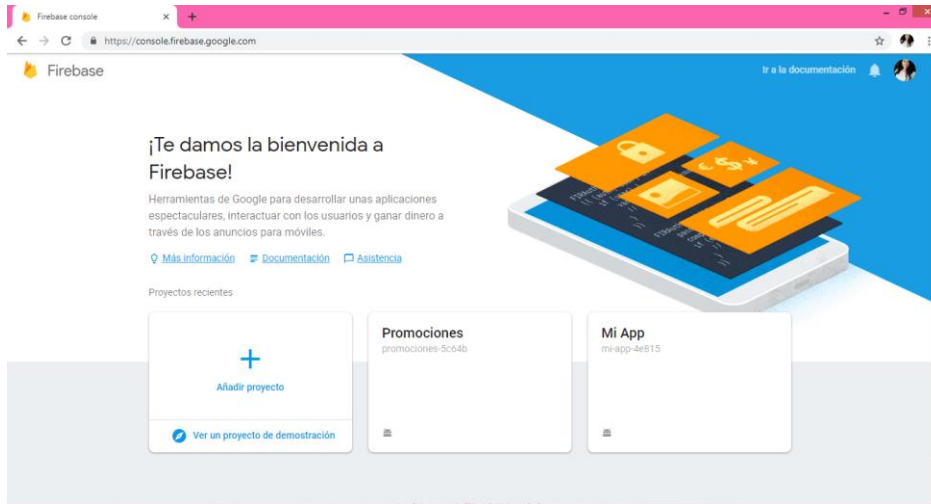 Firebase console
https://console.firebase.google.com
Firebase
Ir a la documentación
¡Te damos la bienvenida a
Firebase!
Herramientas de Google para desarrollar unas aplicaciones
espectaculares, interactuar con los usuarios y ganar dinero a
través de los anuncios para móviles.
Más información Documentación Asistencia
Proyectos recientes
Añadir proyecto
Ver un proyecto de demostración
Promociones
promociones-5c64b
Mi App
mi-app-4e815